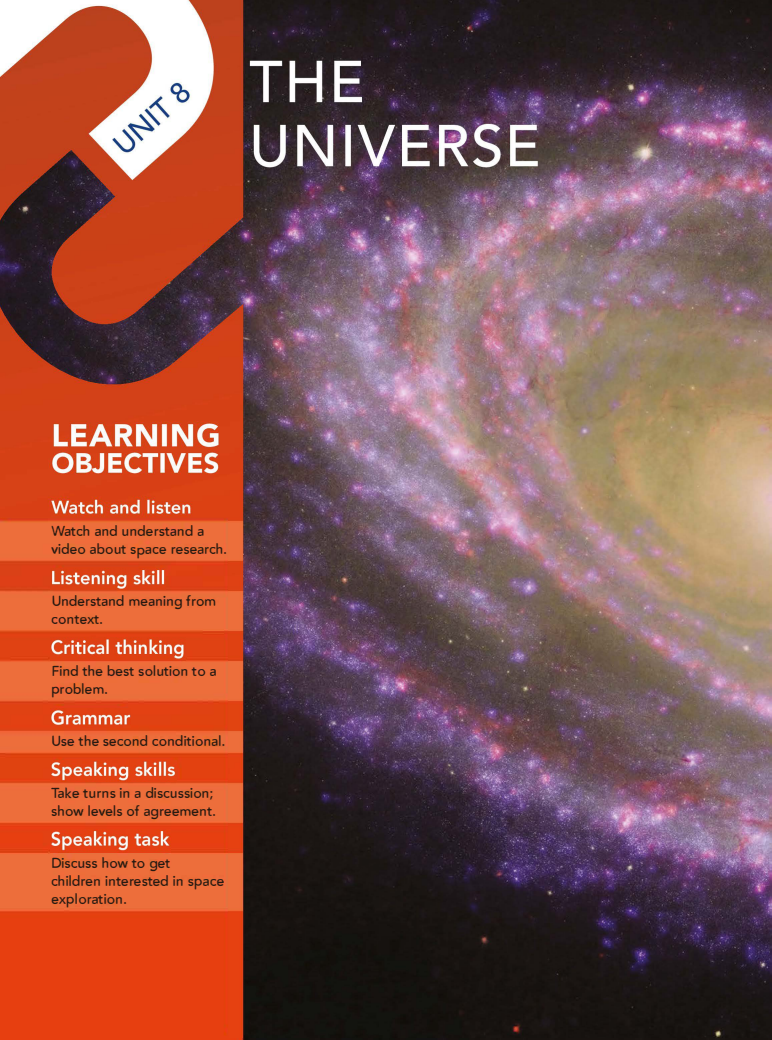 UNIT 8
THE
UNIVERSE
LEARNING
OBJECTIVES
Watch and listen
Watch and understand a
video about space research.
Listening skill
Understand meaning from
context.
Critical thinking
Find the best solution to a
problem.
Grammar
Use the second conditional.
Speaking skills
Take turns in a discussion;
show levels of agreement.
Speaking task
Discuss how to get
children interested in space
exploration.